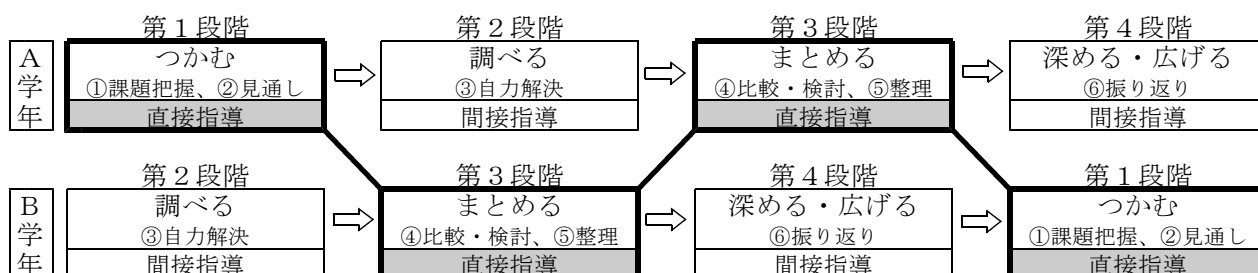 第１段階 第２段階 第３段階 第４段階
A学年
つかむ 調べる まとめる 深める・広げる
①課題把握、②見通し ③自力解決 ④比較・検討、⑤整理 ⑥振り返り
直接指導 間接指導 直接指導 間接指導
第２段階 第３段階 第４段階 第１段階
B学年
調べる まとめる 深める・広げる つかむ
③自力解決 ④比較・検討、⑤整理 ⑥振り返り ①課題把握、②見通し
間接指導 直接指導 間接指導 直接指導